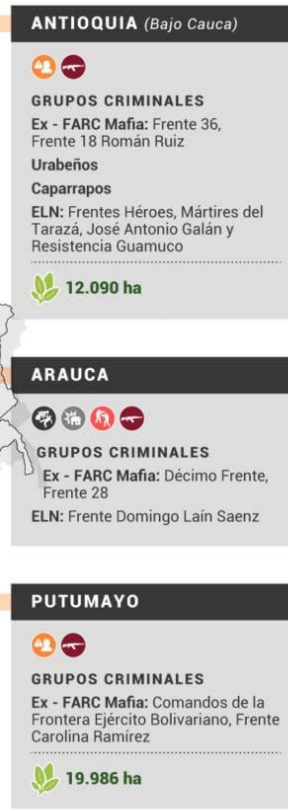 ANTIOQUIA (Bajo Cauca)
GRUPOS CRIMINALES
Ex - FARC Mafia: Frente 36,
Frente 18 Román Ruiz
Urabeños
Caparrapos
ELN: Frentes Héroes, Mártires del
Tarazá, José Antonio Galán y
Resistencia Guamuco
12.090 ha
ARAUCA
GRUPOS CRIMINALES
Ex - FARC Mafia: Décimo Frente,
Frente 28
ELN: Frente Domingo Laín Saenz
PUTUMAYO
GRUPOS CRIMINALES
Ex - FARC Mafia: Comandos de la
Frontera Ejército Bolivariano, Frente
Carolina Ramírez
19.986 ha